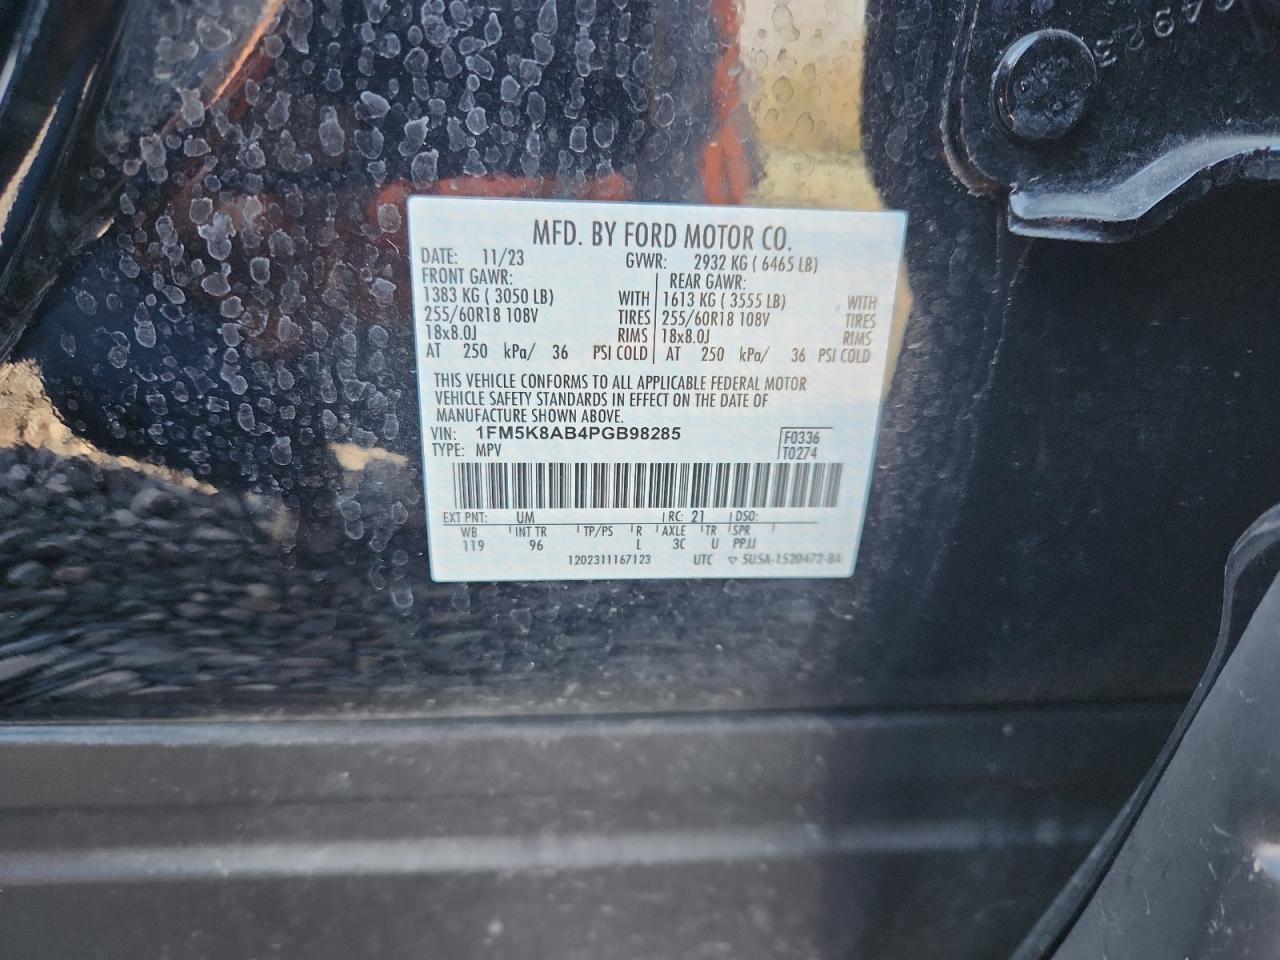 MFD. BY FORD MOTOR CO.
DATE: 11/23 GVWR: 2932 KG ( 6465 LB)
FRONT GAWR: REAR GAWR:
1383 KG ( 3050 LB) WITH 1613 KG ( 3555 LB) WITH
255/60R18 108V TIRES 255/60R18 108V TIRES
18x8.0J RIMS 18x8.0J RIMS
AT 250 kPa/ 36 PSI COLD AT 250 kPa/ 36 PSI COLD
THIS VEHICLE CONFORMS TO ALL APPLICABLE FEDERAL MOTOR
VEHICLE SAFETY STANDARDS IN EFFECT ON THE DATE OF
MANUFACTURE SHOWN ABOVE.
VIN: 1FM5K8AB4PGB98285 F0336
TYPE: MPV T0274
EXT PNT: UM RC: 21 DSO:
WB INT TR TP/PS R AXLE TR SPR
119 96 L 3C U PPJJ
1202311167123 UTC ▽ 5USA-1520472-BA